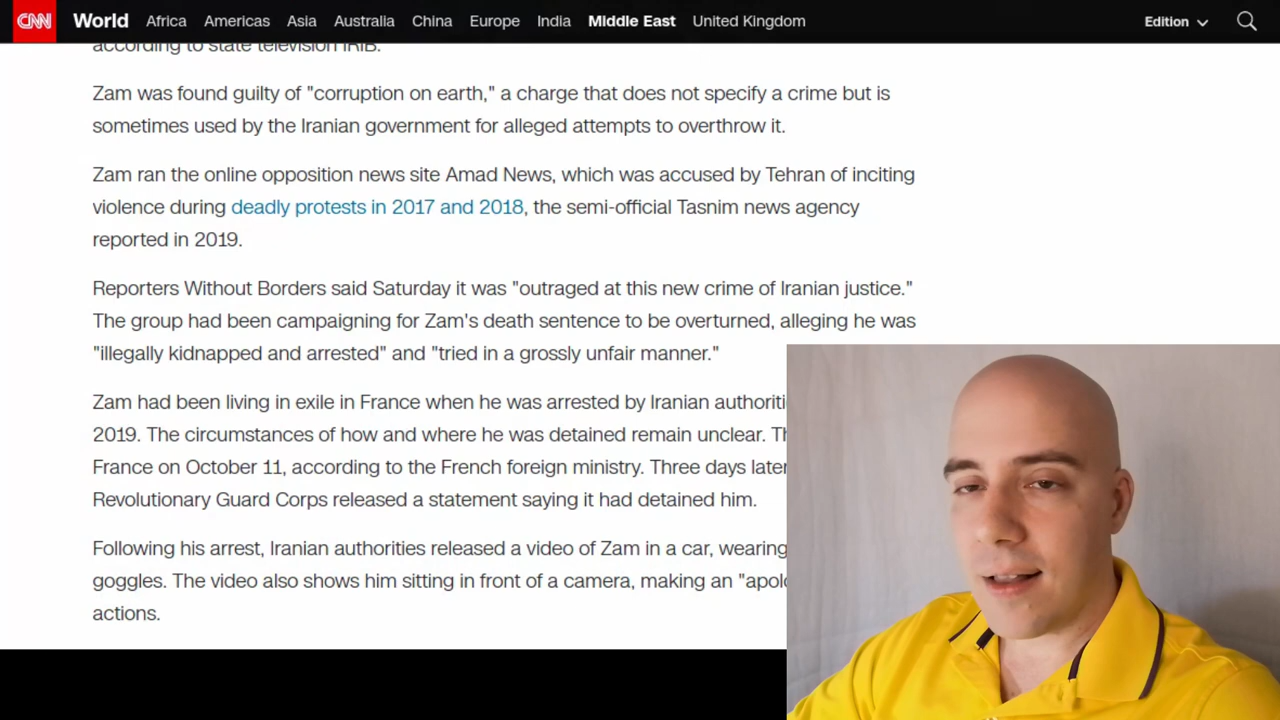 CNN World Africa Americas Asia Australia China Europe India Middle East United Kingdom Edition
according to state television IRIB.
Zam was found guilty of "corruption on earth," a charge that does not specify a crime but is
sometimes used by the Iranian government for alleged attempts to overthrow it.
Zam ran the online opposition news site Amad News, which was accused by Tehran of inciting
violence during deadly protests in 2017 and 2018, the semi-official Tasnim news agency
reported in 2019.
Reporters Without Borders said Saturday it was "outraged at this new crime of Iranian justice."
The group had been campaigning for Zam's death sentence to be overturned, alleging he was
"illegally kidnapped and arrested" and "tried in a grossly unfair manner."
Zam had been living in exile in France when he was arrested by Iranian
2019. The circumstances of how and where he was detained remain unclear.
France on October 11, according to the French foreign ministry. Three days later
Revolutionary Guard Corps released a statement saying it had detained him.
Following his arrest, Iranian authorities released a video of Zam in a car, wearing
goggles. The video also shows him sitting in front of a camera, making an
actions.